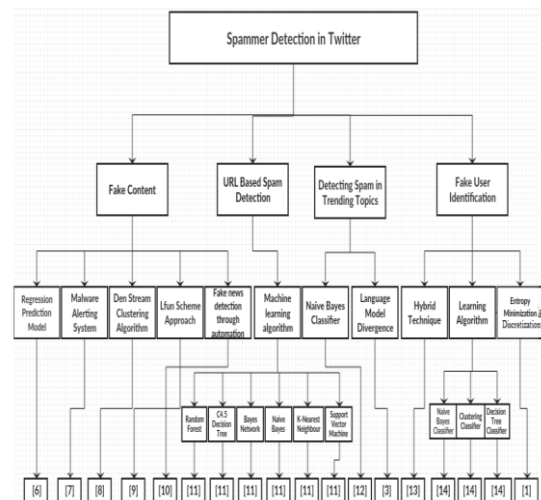 Spammer Detection in Twitter
Fake Content
URL Based Spam
Detection
Detecting Spam in
Trending Topics
Fake User
Identification
Regression
Prediction
Model
Malware
Alerting
System
Den Stream
Clustering
Algorithm
Lfun Scheme
Approach
Fake news
detection
through
automation
Machine
learning
algorithm
Naive Bayes
Classifier
Language
Model
Divergence
Hybrid
Technique
Learning
Algorithm
Entropy
Minimization &
Discretization
Random
Forest
C4.5
Decision
Tree
Bayes
Network
Naive
Bayes
K-Nearest
Neighbour
Support
Vector
Machine
Naive
Bayes
Classifier
Clustering
Classifier
Decision
Tree
Classifier
[6]
[7]
[8]
[9]
[10]
[11]
[11]
[11]
[11]
[11]
[11]
[12]
[3]
[13]
[14]
[14]
[14]
[1]